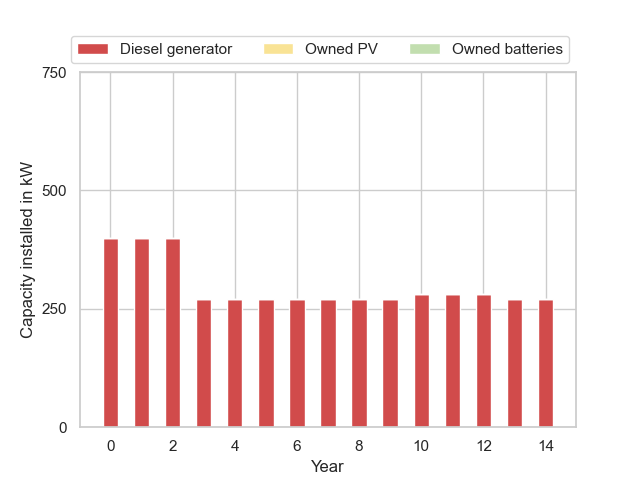 Diesel generator Owned PV Owned batteries
750
500
250
0
Capacity installed in kW
0 2 4 6 8 10 12 14
Year